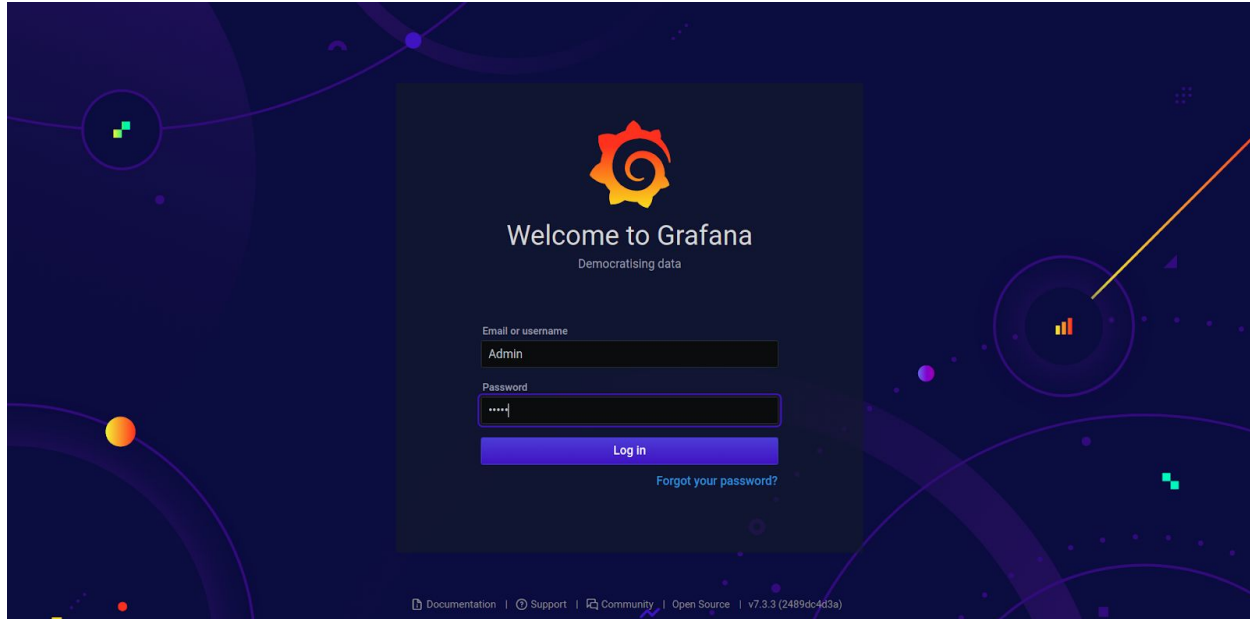 Welcome to Grafana
Democratising data
Email or username
Admin
Password
•••••
Log in
Forgot your password?
Documentation | Support | Community | Open Source | v7.3.3 (2489dc4d3a)